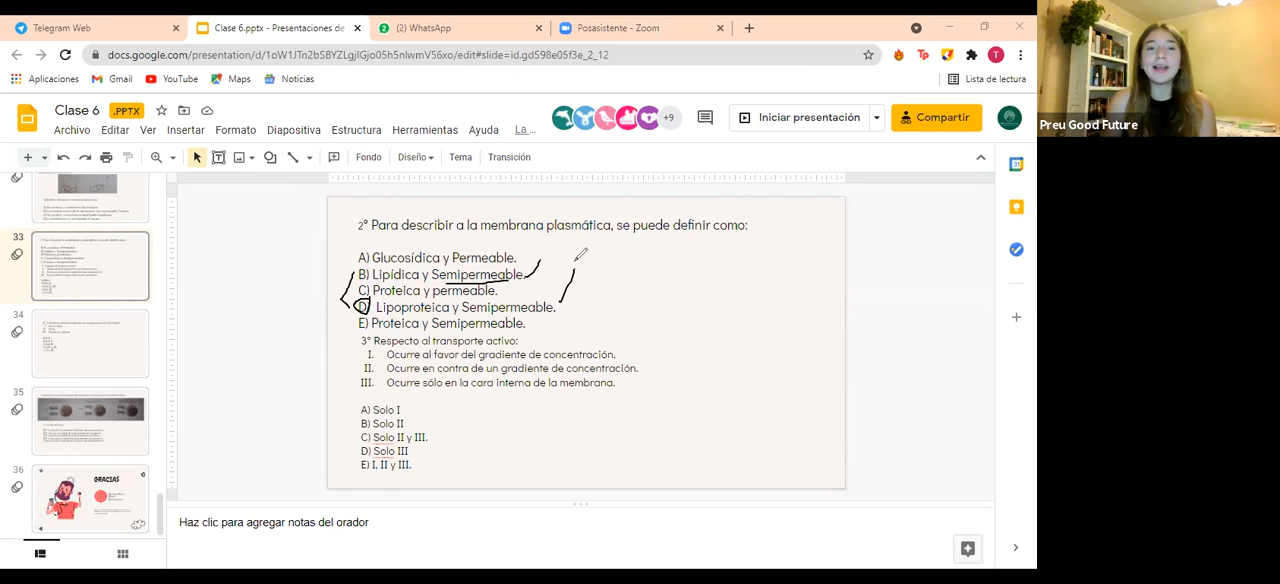 Telegram Web
Clase 6.pptx - Presentaciones de
(2) WhatsApp
Posasistente - Zoom
docs.google.com/presentation/d/1oW1JTn2bSBYZLgjlGjo05h5nlwmV56xo/edit#slide=id.gd598e05f3e_2_12
Aplicaciones
Gmail
YouTube
Maps
Noticias
Lista de lectura
Preu Good Future
Clase 6
.PPTX
+9
Iniciar presentación
Compartir
Archivo Editar Ver Insertar Formato Diapositiva Estructura Herramientas Ayuda La...
Fondo
Diseño
Tema
Transición
33
34
35
36
GRACIAS
2° Para describir a la membrana plasmática, se puede definir como:
A) Glucosídica y Permeable.
B) Lipídica y Semipermeable.
C) Proteica y permeable.
D) Lipoproteica y Semipermeable.
E) Proteica y Semipermeable.
3° Respecto al transporte activo:
I. Ocurre al favor del gradiente de concentración.
II. Ocurre en contra de un gradiente de concentración.
III. Ocurre sólo en la cara interna de la membrana.
A) Solo I
B) Solo II
C) Solo II y III.
D) Solo III
E) I, II y III.
Haz clic para agregar notas del orador